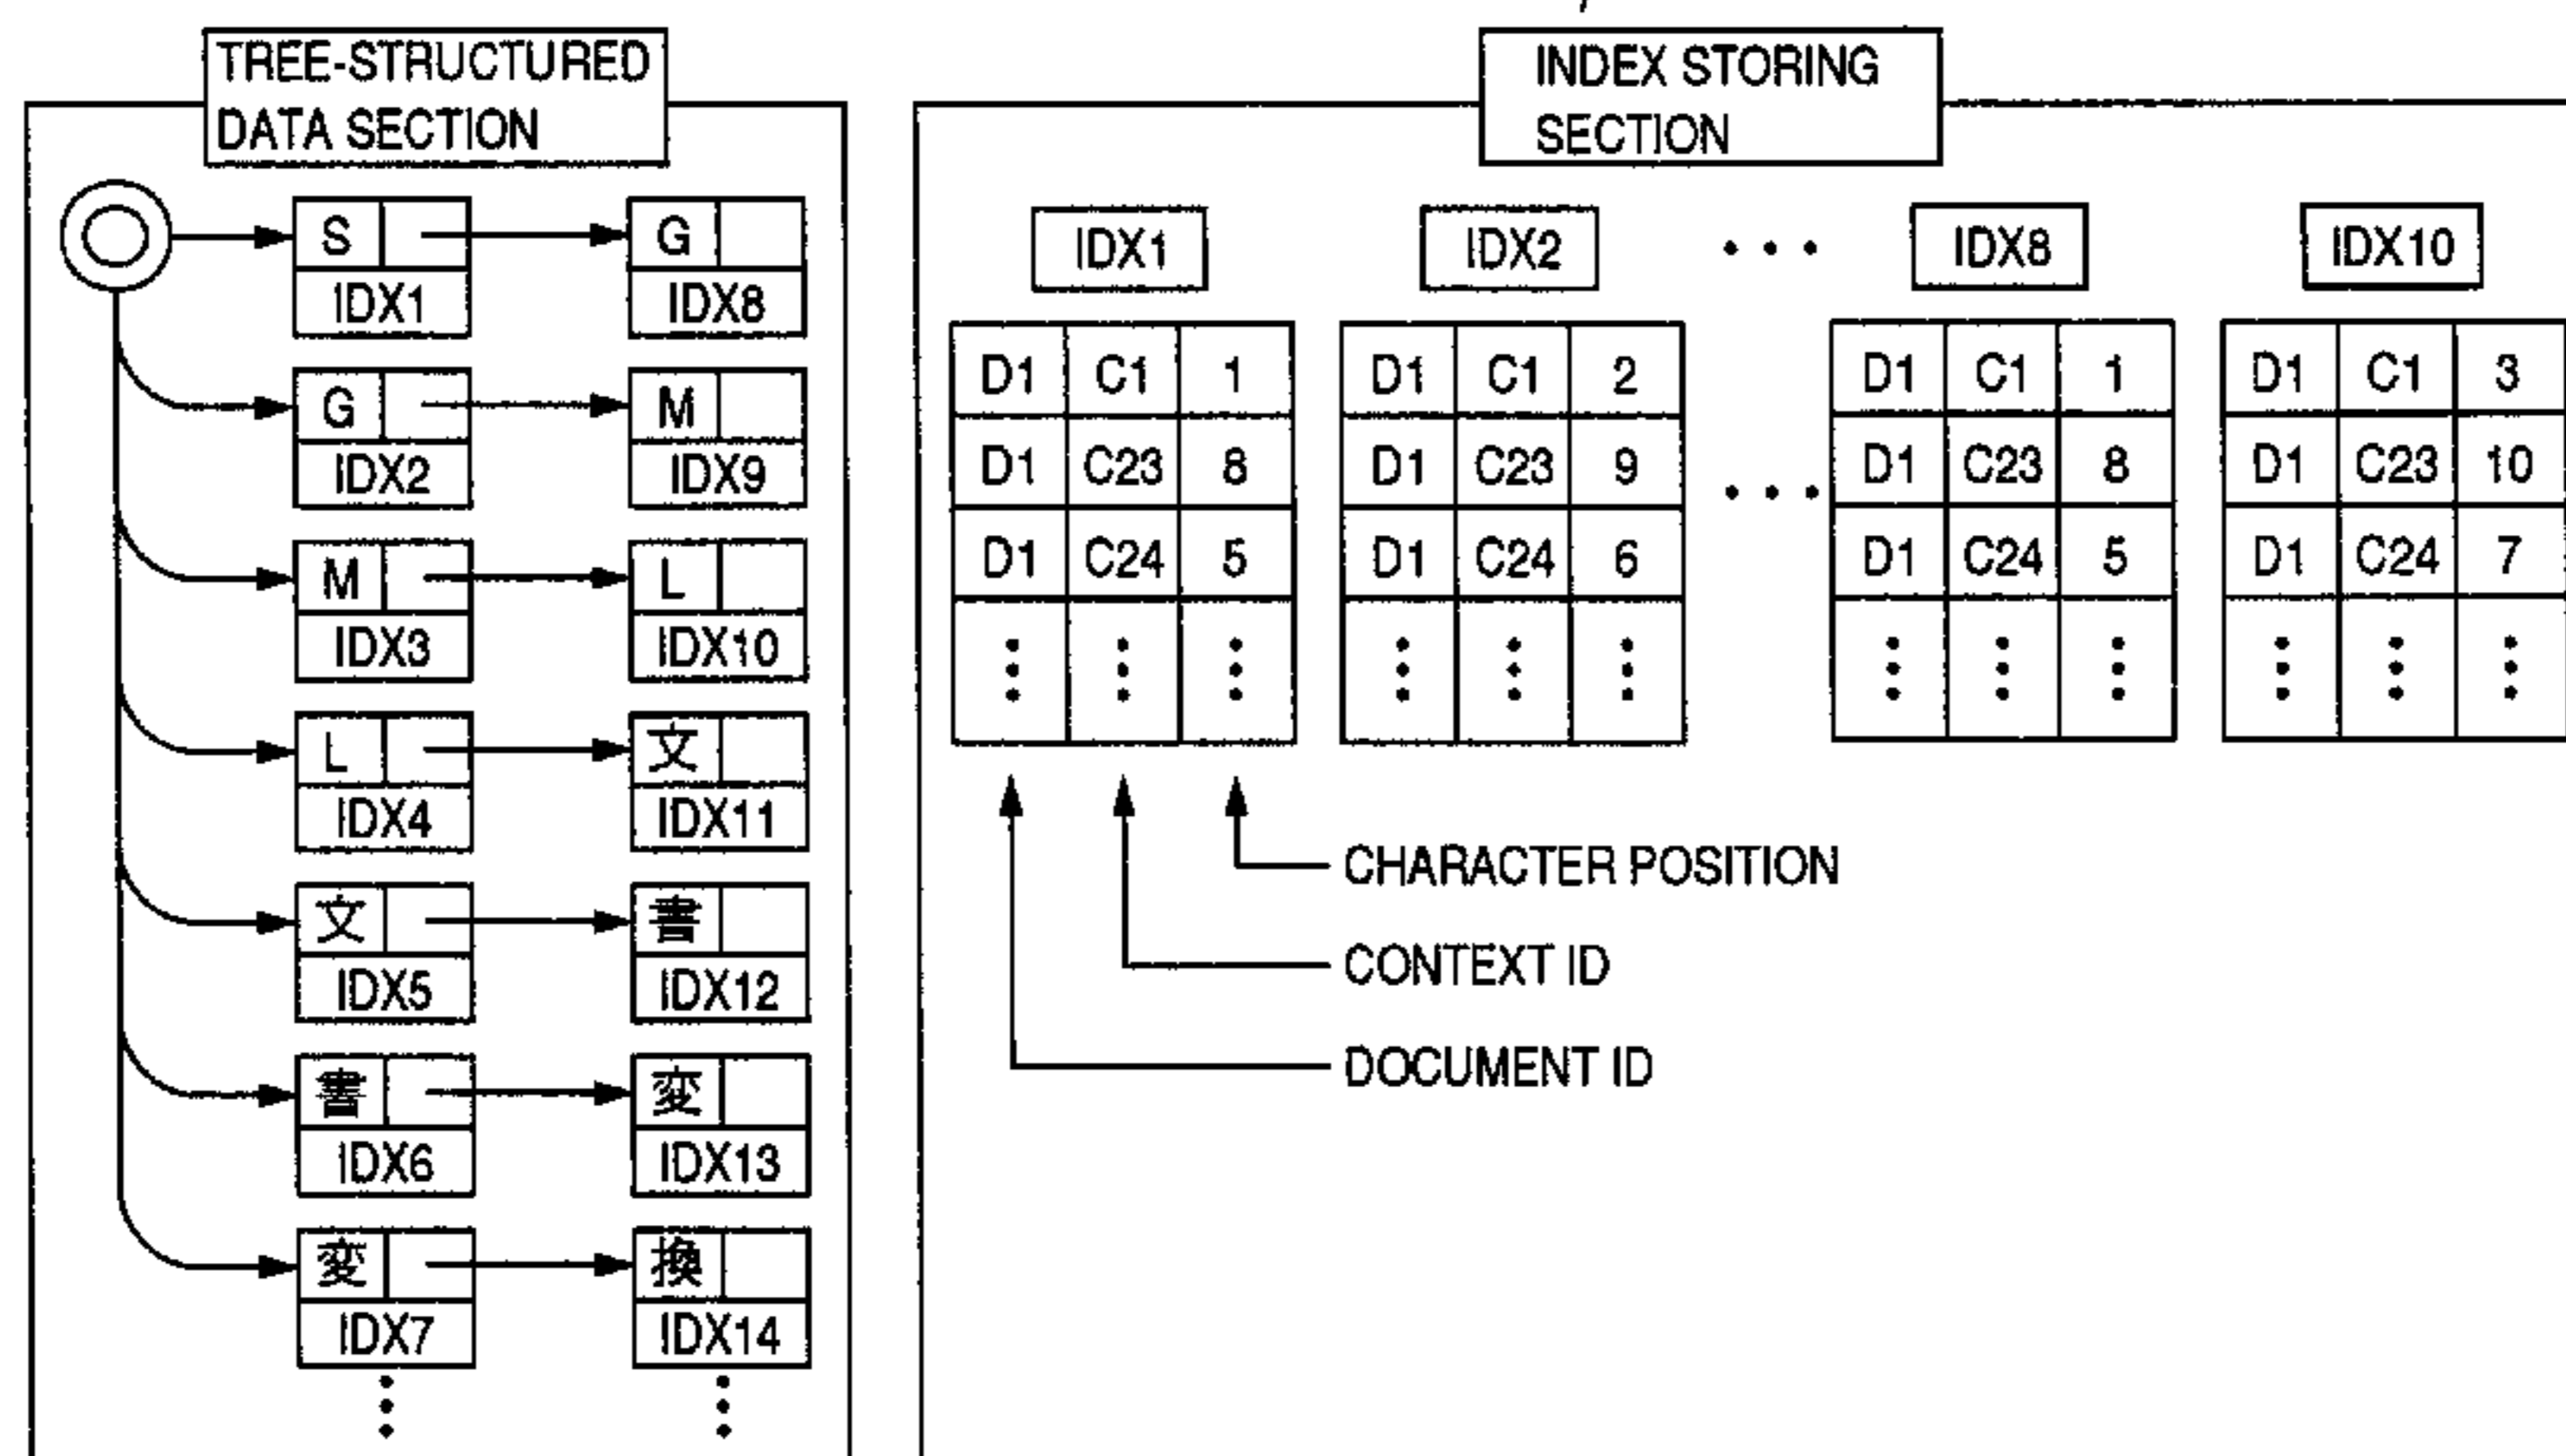 TREE-STRUCTURED
DATA SECTION
S
IDX1
G
IDX8
G
IDX2
M
IDX9
M
IDX3
L
IDX10
L
IDX4
文
IDX11
文
IDX5
書
IDX12
書
IDX6
変
IDX13
変
IDX7
換
IDX14
INDEX STORING
SECTION
IDX1
D1 C1 1
D1 C23 8
D1 C24 5
IDX2
D1 C1 2
D1 C23 9
D1 C24 6
IDX8
D1 C1 1
D1 C23 8
D1 C24 5
IDX10
D1 C1 3
D1 C23 10
D1 C24 7
CHARACTER POSITION
CONTEXT ID
DOCUMENT ID